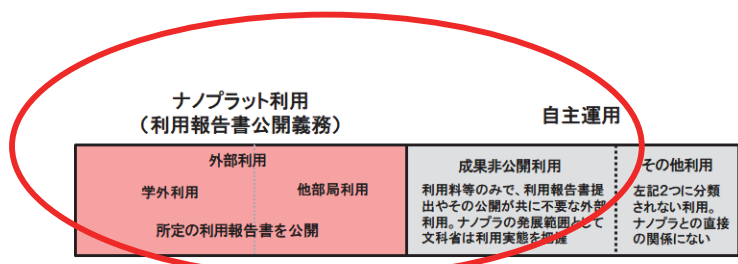 ナノプラット利用
(利用報告書公開義務)
自主運用
外部利用
学外利用
他部局利用
所定の利用報告書を公開
成果非公開利用
利用料等のみで、利用報告書提
出やその公開が共に不要な外部
利用。ナノプラの発展範囲として
文科省は利用実態を把握
その他利用
左記2つに分類
されない利用。
ナノプラとの直接
の関係にない